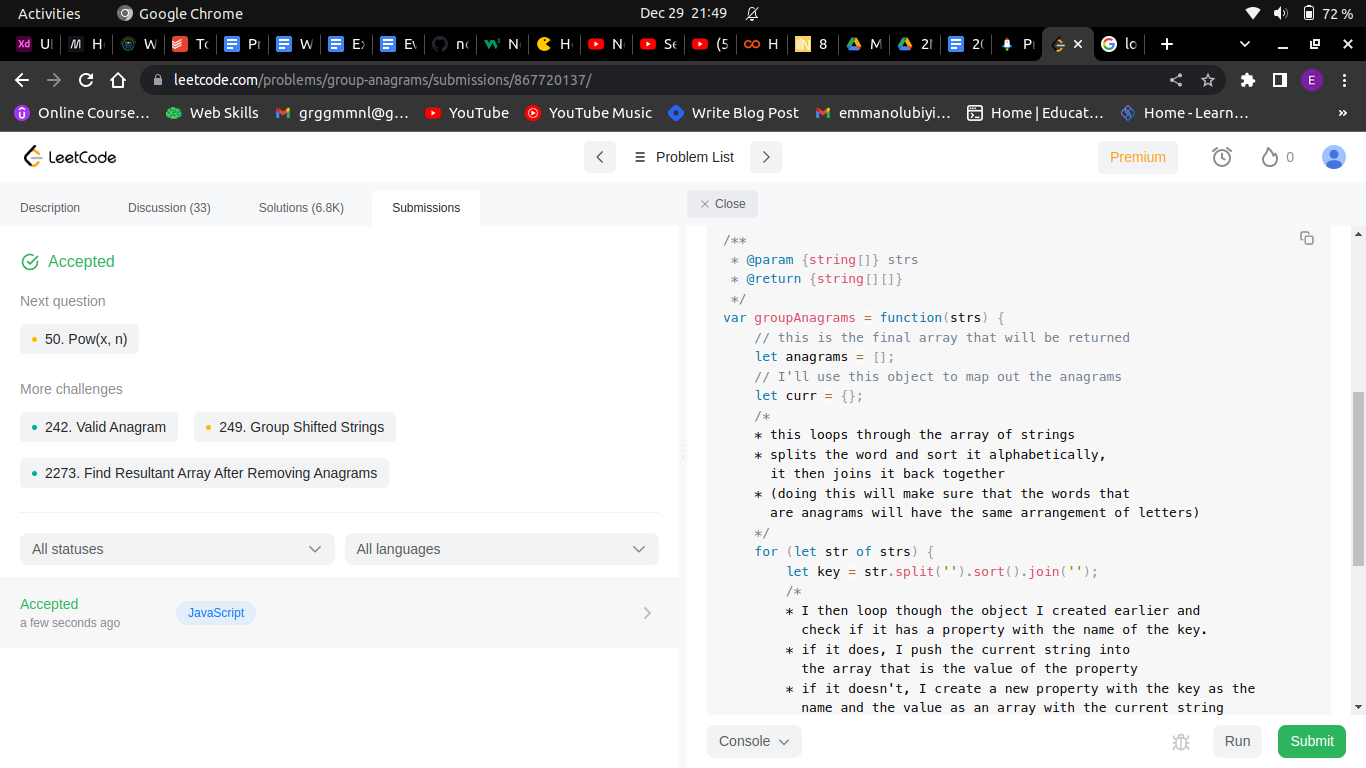 Activities
Google Chrome
Dec 29 21:49
72 %
Xd
U
H
W
To
Pr
W
Ex
Ev
no
N
H
N
Se
(5
H
8
M
2
20
Pr
lo
leetcode.com/problems/group-anagrams/submissions/867720137/
E
Online Course…
Web Skills
grggmmnl@g…
YouTube
YouTube Music
Write Blog Post
emmanolubiyi…
Home | Educat…
Home - Learn…
»
LeetCode
Problem List
Premium
0
Description
Discussion (33)
Solutions (6.8K)
Submissions
Close
Accepted
Next question
50. Pow(x, n)
More challenges
242. Valid Anagram
249. Group Shifted Strings
2273. Find Resultant Array After Removing Anagrams
All statuses
All languages
Accepted
a few seconds ago
JavaScript
/**
 * @param {string[]} strs
 * @return {string[][]}
 */
var groupAnagrams = function(strs) {
    // this is the final array that will be returned
    let anagrams = [];
    // I'll use this object to map out the anagrams
    let curr = {};
    /*
    * this loops through the array of strings
    * splits the word and sort it alphabetically,
      it then joins it back together
    * (doing this will make sure that the words that
      are anagrams will have the same arrangement of letters)
    */
    for (let str of strs) {
        let key = str.split('').sort().join('');
        /*
        * I then loop though the object I created earlier and
          check if it has a property with the name of the key.
        * if it does, I push the current string into
          the array that is the value of the property
        * if it doesn't, I create a new property with the key as the
          name and the value as an array with the current string
Console
Run
Submit